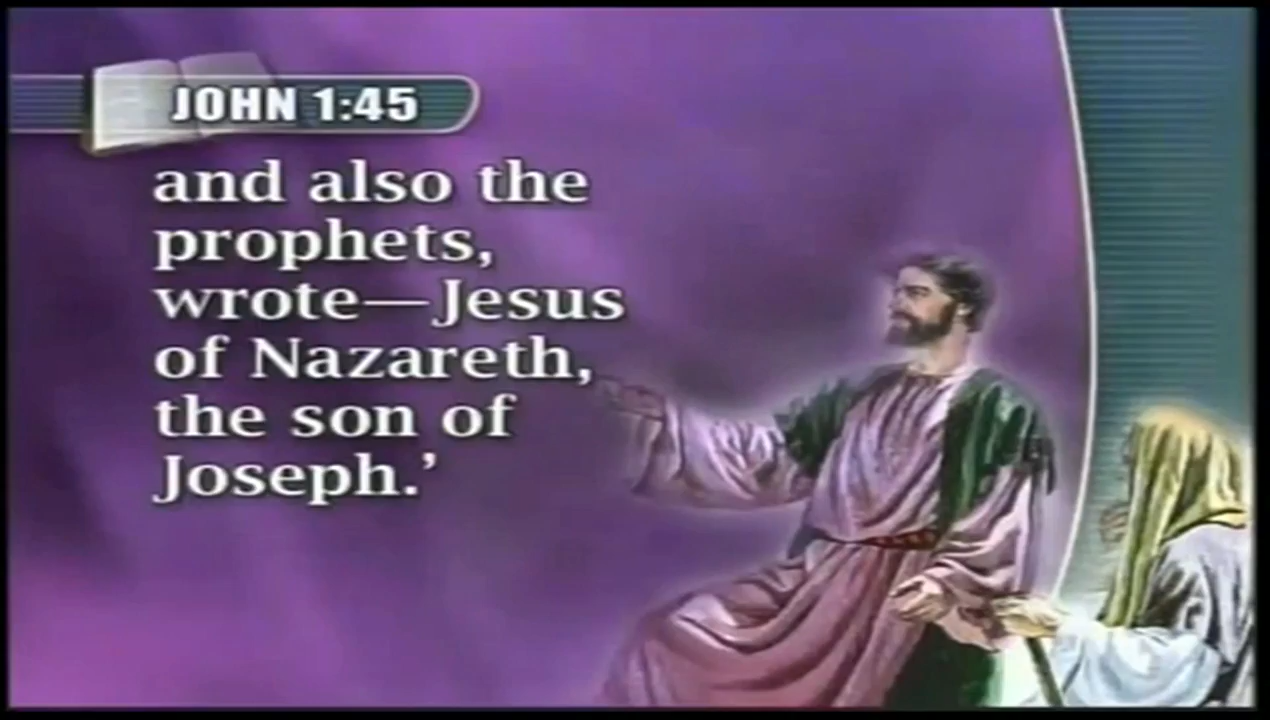 JOHN 1:45
and also the
prophets,
wrote—Jesus
of Nazareth,
the son of
Joseph.’